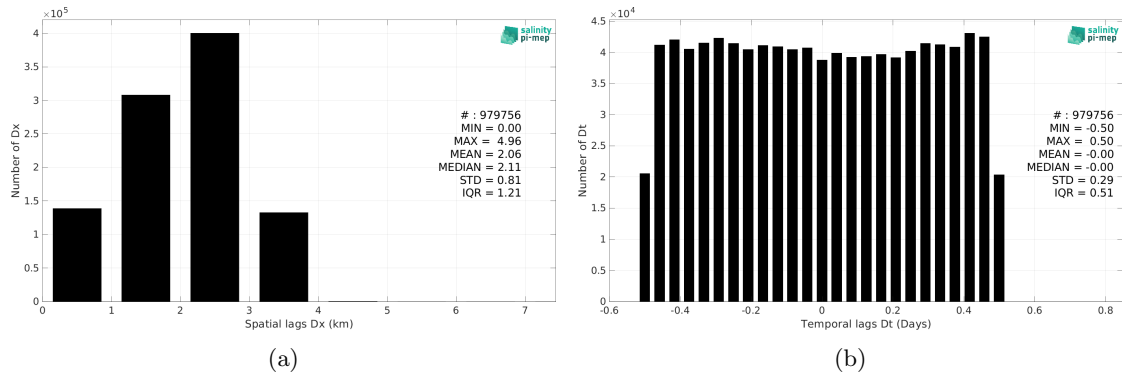 ×10⁵
4
3.5
3
2.5
2
1.5
1
0.5
0
Number of Dx
salinity
pi-mep
# : 979756
MIN = 0.00
MAX = 4.96
MEAN = 2.06
MEDIAN = 2.11
STD = 0.81
IQR = 1.21
0 1 2 3 4 5 6 7
Spatial lags Dx (km)
(a)
×10⁴
4.5
4
3.5
3
2.5
2
1.5
1
0.5
0
Number of Dt
salinity
pi-mep
# : 979756
MIN = -0.50
MAX = 0.50
MEAN = -0.00
MEDIAN = -0.00
STD = 0.29
IQR = 0.51
-0.6 -0.4 -0.2 0 0.2 0.4 0.6 0.8
Temporal lags Dt (Days)
(b)